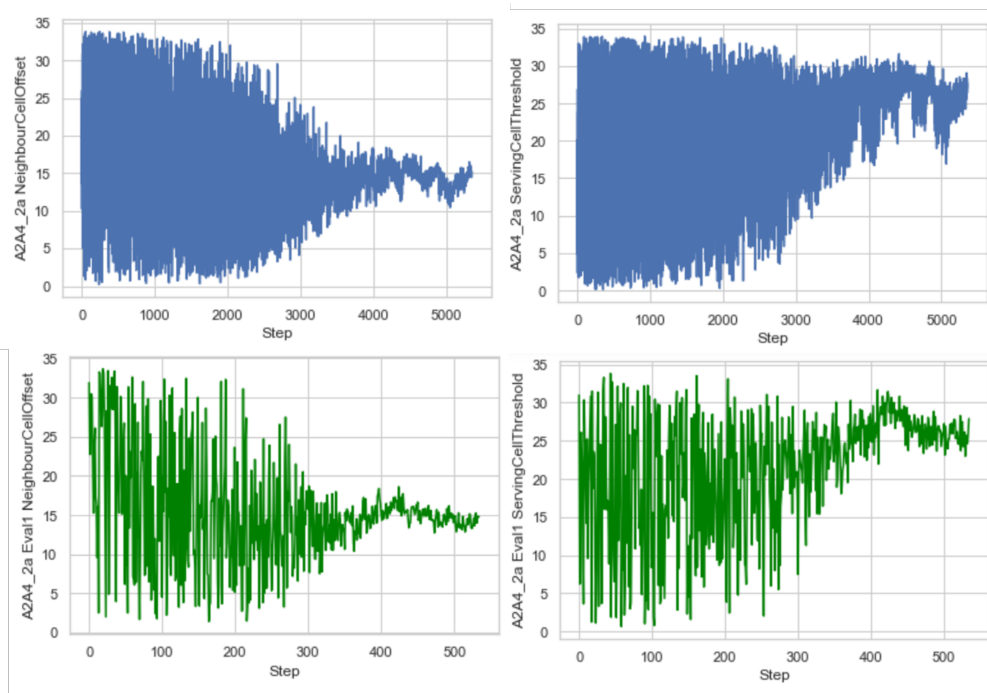 A2A4_2a NeighbourCellOffset
35
30
25
20
15
10
5
0
0 1000 2000 3000 4000 5000
Step
A2A4_2a ServingCellThreshold
35
30
25
20
15
10
5
0
0 1000 2000 3000 4000 5000
Step
A2A4_2a Eval1 NeighbourCellOffset
35
30
25
20
15
10
5
0
0 100 200 300 400 500
Step
A2A4_2a Eval1 ServingCellThreshold
35
30
25
20
15
10
5
0
0 100 200 300 400 500
Step